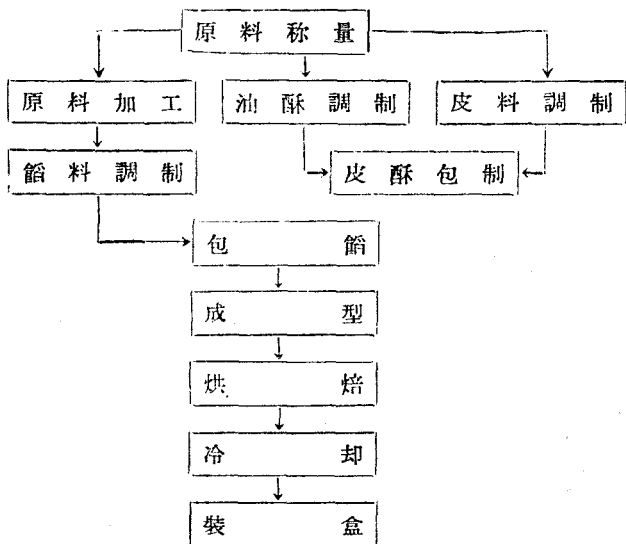 原料称量
原料加工 油酥調制 皮料調制
餡料調制 皮酥包制
包餡
成型
烘焙
冷却
裝盒